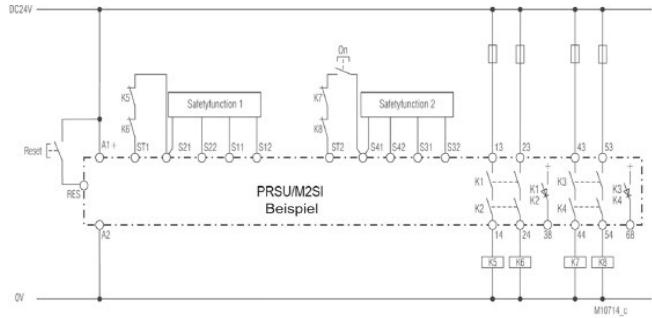 DC24V
On
K5
Safetyfunction 1
K7
Safetyfunction 2
K6
K8
Reset
A1+
ST1
S21
S22
S11
S12
ST2
S41
S42
S31
S32
13
23
43
53
RES
PRSU/M2SI
Beispiel
K1
K1
K2
K3
K3
K4
K2
K4
A2
14
24
38
44
54
68
K5
K6
K7
K8
0V
M10714_c